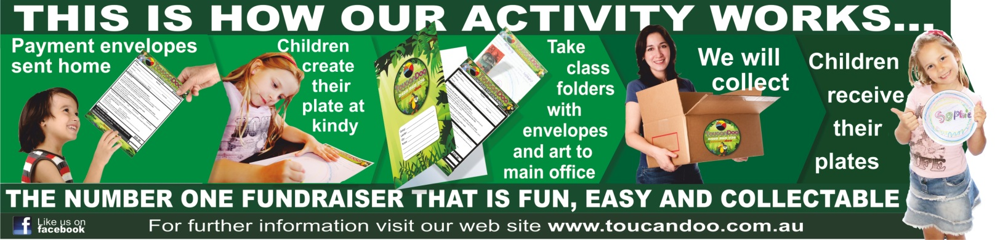 THIS IS HOW OUR ACTIVITY WORKS...
Payment envelopes
sent home
Children
create
their
plate at
kindy
ToucanDoo
Take
class
folders
with
envelopes
and art to
main office
We will
collect
ToucanDoo
Children
receive
their
plates
Sophie
THE NUMBER ONE FUNDRAISER THAT IS FUN, EASY AND COLLECTABLE
f Like us on
facebook
For further information visit our web site www.toucandoo.com.au